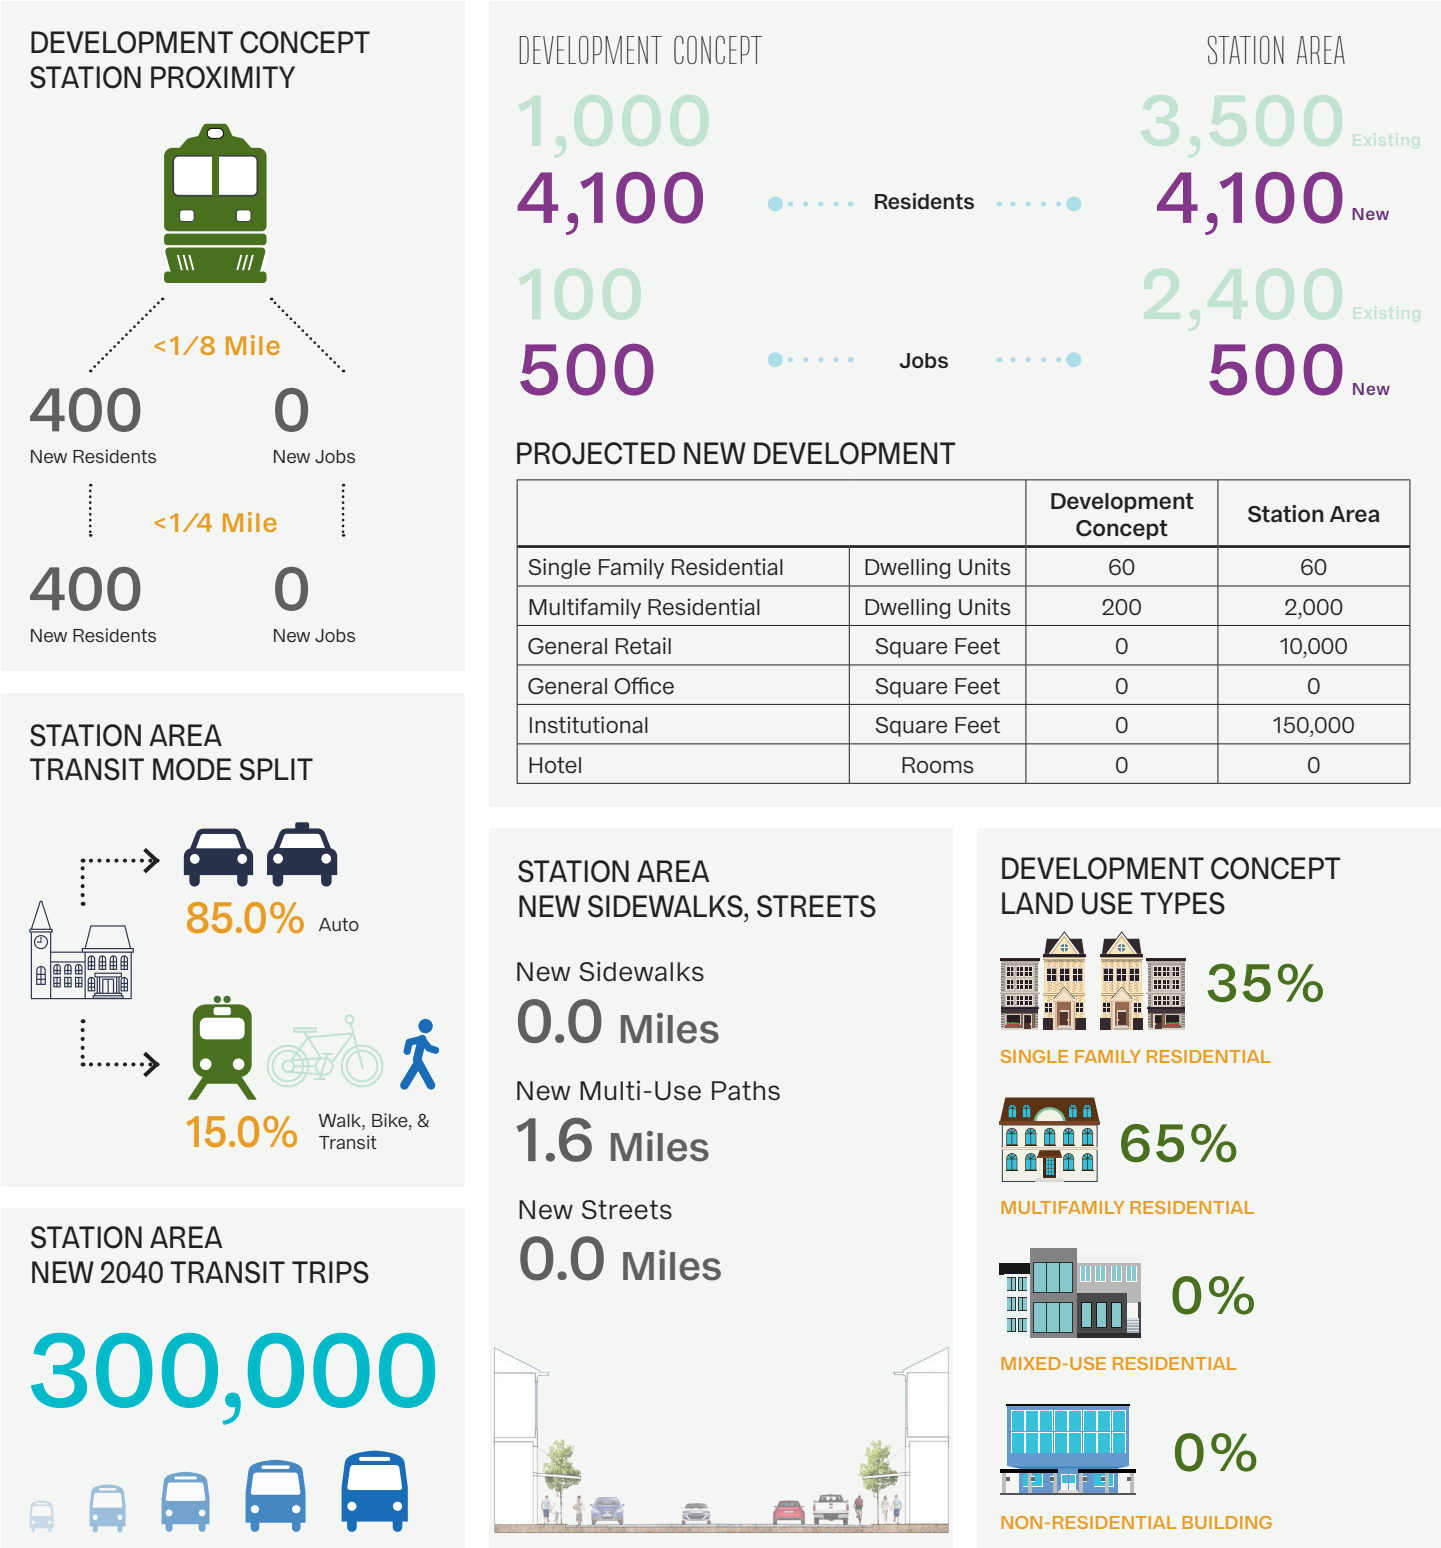 DEVELOPMENT CONCEPT
STATION PROXIMITY
<1/8 Mile
400
0
New Residents
New Jobs
<1/4 Mile
400
0
New Residents
New Jobs
DEVELOPMENT CONCEPT
STATION AREA
1,000
3,500 Existing
4,100
Residents
4,100 New
100
2,400 Existing
500
Jobs
500 New
PROJECTED NEW DEVELOPMENT
Development
Concept
Station Area
Single Family Residential Dwelling Units 60 60
Multifamily Residential Dwelling Units 200 2,000
General Retail Square Feet 0 10,000
General Office Square Feet 0 0
Institutional Square Feet 0 150,000
Hotel Rooms 0 0
STATION AREA
TRANSIT MODE SPLIT
85.0% Auto
15.0% Walk, Bike, &
Transit
STATION AREA
NEW 2040 TRANSIT TRIPS
300,000
STATION AREA
NEW SIDEWALKS, STREETS
New Sidewalks
0.0 Miles
New Multi-Use Paths
1.6 Miles
New Streets
0.0 Miles
DEVELOPMENT CONCEPT
LAND USE TYPES
35%
SINGLE FAMILY RESIDENTIAL
65%
MULTIFAMILY RESIDENTIAL
0%
MIXED-USE RESIDENTIAL
0%
NON-RESIDENTIAL BUILDING